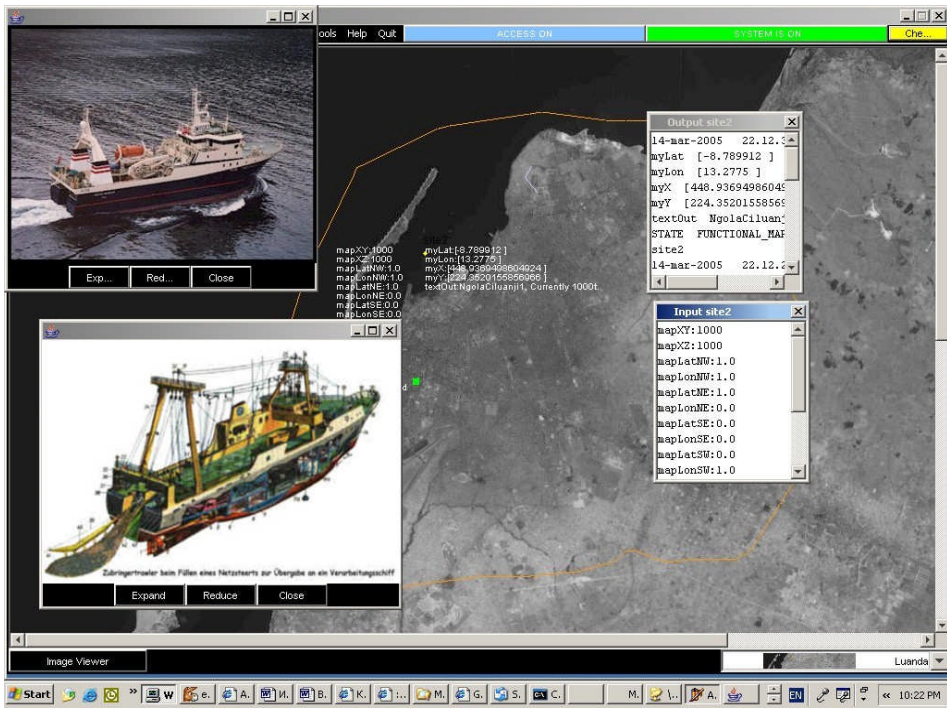 ools Help Quit
ACCESS ON
SYSTEM IS ON
Che...
Exp...
Red...
Close
mapXY:1000
mapXZ:1000
mapLatNW:1.0
mapLonNW:1.0
mapLatNE:1.0
mapLonNE:0.0
mapLatSE:0.0
mapLonSE:0.0
myLat:[-8.789912 ]
myLon:[13.2775 ]
myX:[448.9369498604924 ]
myY:[224.3520155856966 ]
textOut:NgolaCiluanji1, Currently 1000t.
d
Output site2
14-mar-2005 22.12.3
myLat [-8.789912 ]
myLon [13.2775 ]
myX [448.9369498604
myY [224.3520155856
textOut NgolaCiluanj
STATE FUNCTIONAL_MAP
site2
14-mar-2005 22.12.2
Input site2
mapXY:1000
mapXZ:1000
mapLatNW:1.0
mapLonNW:1.0
mapLatNE:1.0
mapLonNE:0.0
mapLatSE:0.0
mapLonSE:0.0
mapLatSW:0.0
mapLonSW:1.0
Zubringertrawler beim Füllen eines Netzsteerts zur Übergabe an ein Verarbeitungsschiff
Expand
Reduce
Close
Image Viewer
Luanda
Start
» w e. A. И. B. K. :.. M. G. S. C. M. \.. A. EN « 10:22 PM